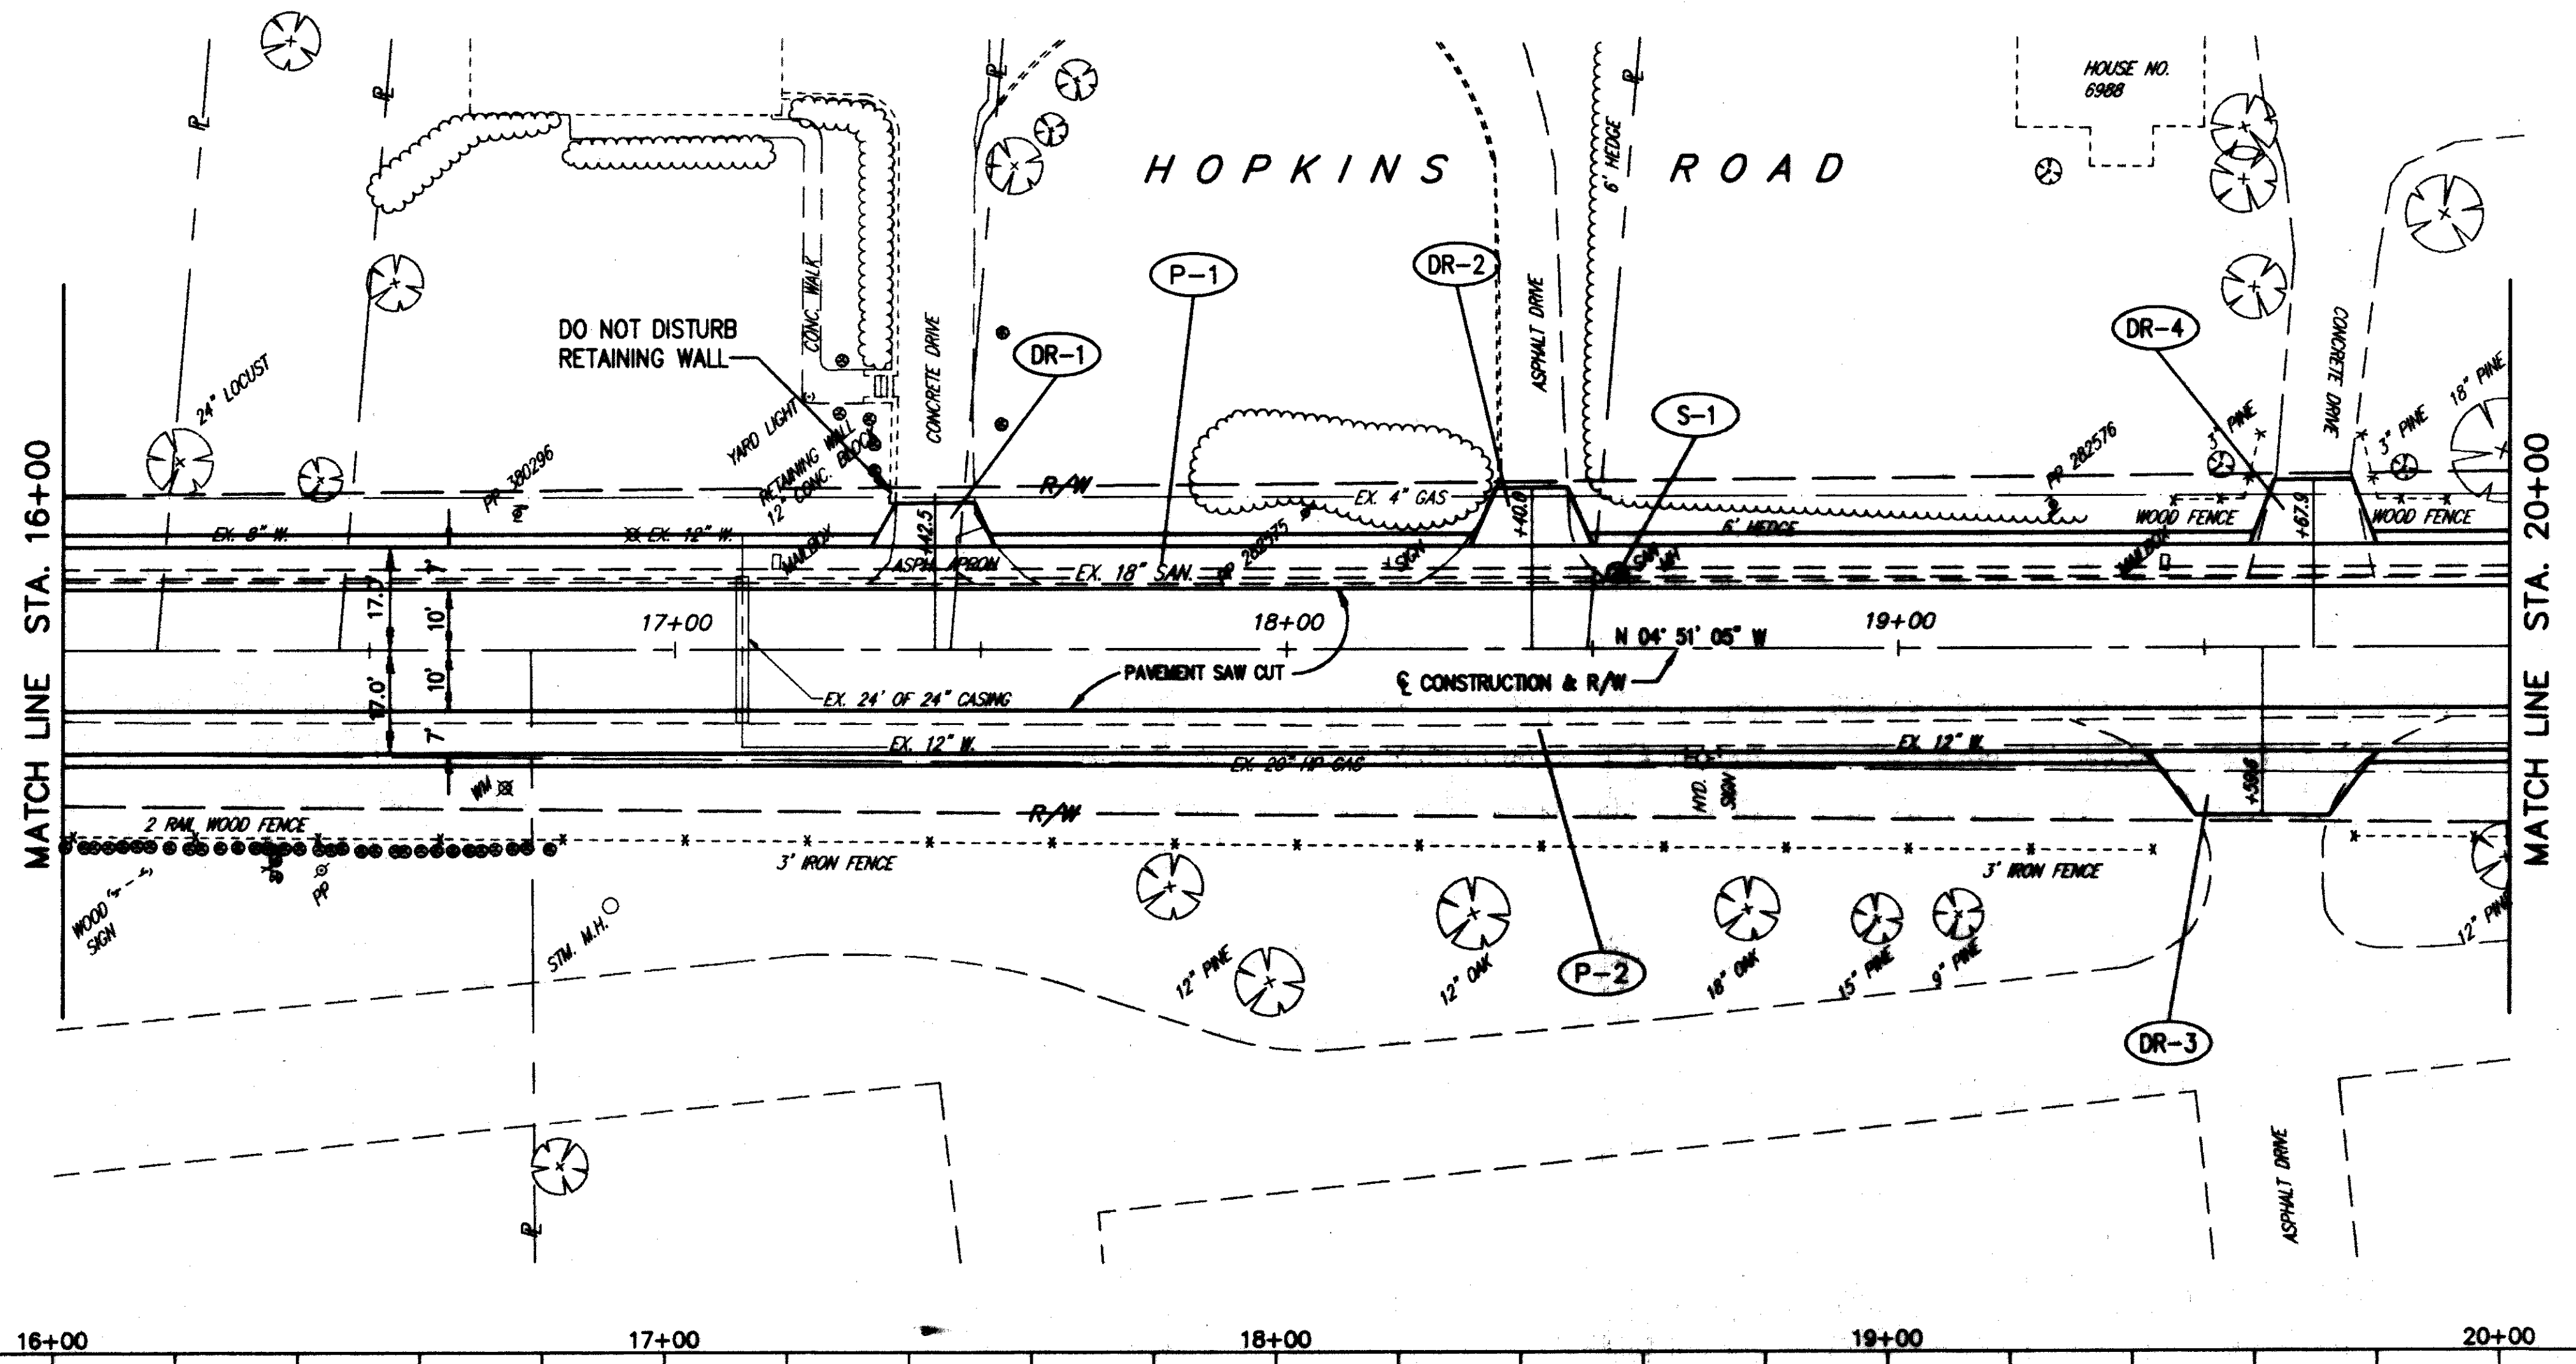 HOUSE NO.
6988
HOPKINS ROAD
6' HEDGE
P-1
DR-2
DR-1
DR-4
S-1
CONC. WALK
DO NOT DISTURB
RETAINING WALL
24" LOCUST
CONCRETE DRIVE
ASPHALT DRIVE
CONCRETE DRIVE
18" PINE
3" PINE
3" PINE
YARD LIGHT
RETAINING WALL
12" CONC. BLOCK
PP 380296
PP 282576
R/W
EX. 4" GAS
+42.5
+40.0
+67.9
WOOD FENCE
WOOD FENCE
EX. 8" W.
EX. 12" W.
6' HEDGE
MAILBOX
ASPH. APRON
EX. 18" SAN.
PP 282575
SIGN
SAN
MH
MAILBOX
MATCH LINE STA. 16+00
MATCH LINE STA. 20+00
7'
10'
17+00
18+00
19+00
N 04° 51' 05" W
PAVEMENT SAW CUT
℄ CONSTRUCTION & R/W
17.0'
10'
7'
EX. 24' OF 24" CASING
EX. 12" W.
EX. 12" W.
EX. 20" HP GAS
WM
HYD.
SIGN
R/W
2 RAIL WOOD FENCE
3' IRON FENCE
3' IRON FENCE
WOOD
SIGN
PP
STM. M.H.
12" PINE
12" OAK
18" OAK
15" PINE
9" PINE
12" PINE
P-2
DR-3
ASPHALT DRIVE
16+00
17+00
18+00
19+00
20+00